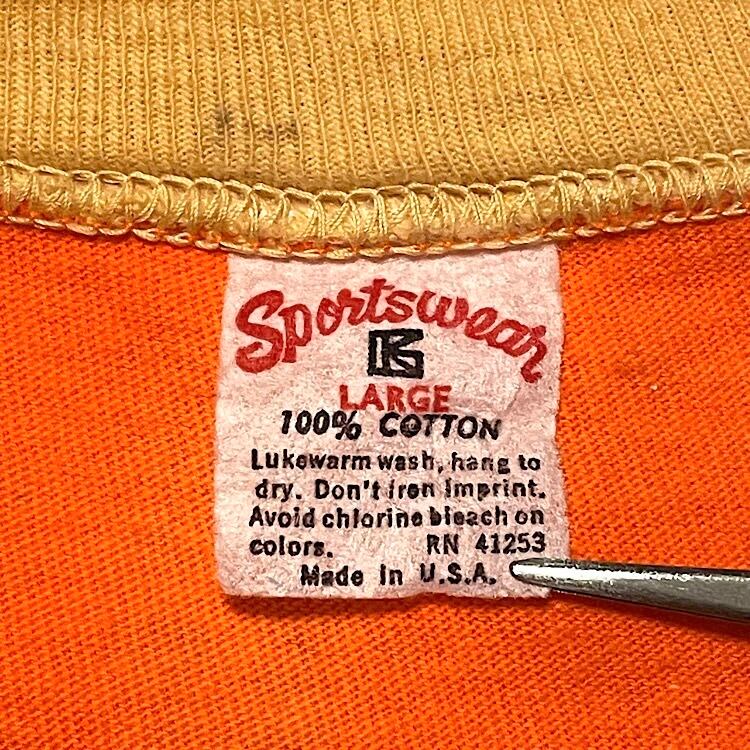 Sportswear
LARGE
100% COTTON
Lukewarm wash, hang to
dry. Don't iron imprint.
Avoid chlorine bleach on
colors. RN 41253
Made in U.S.A.